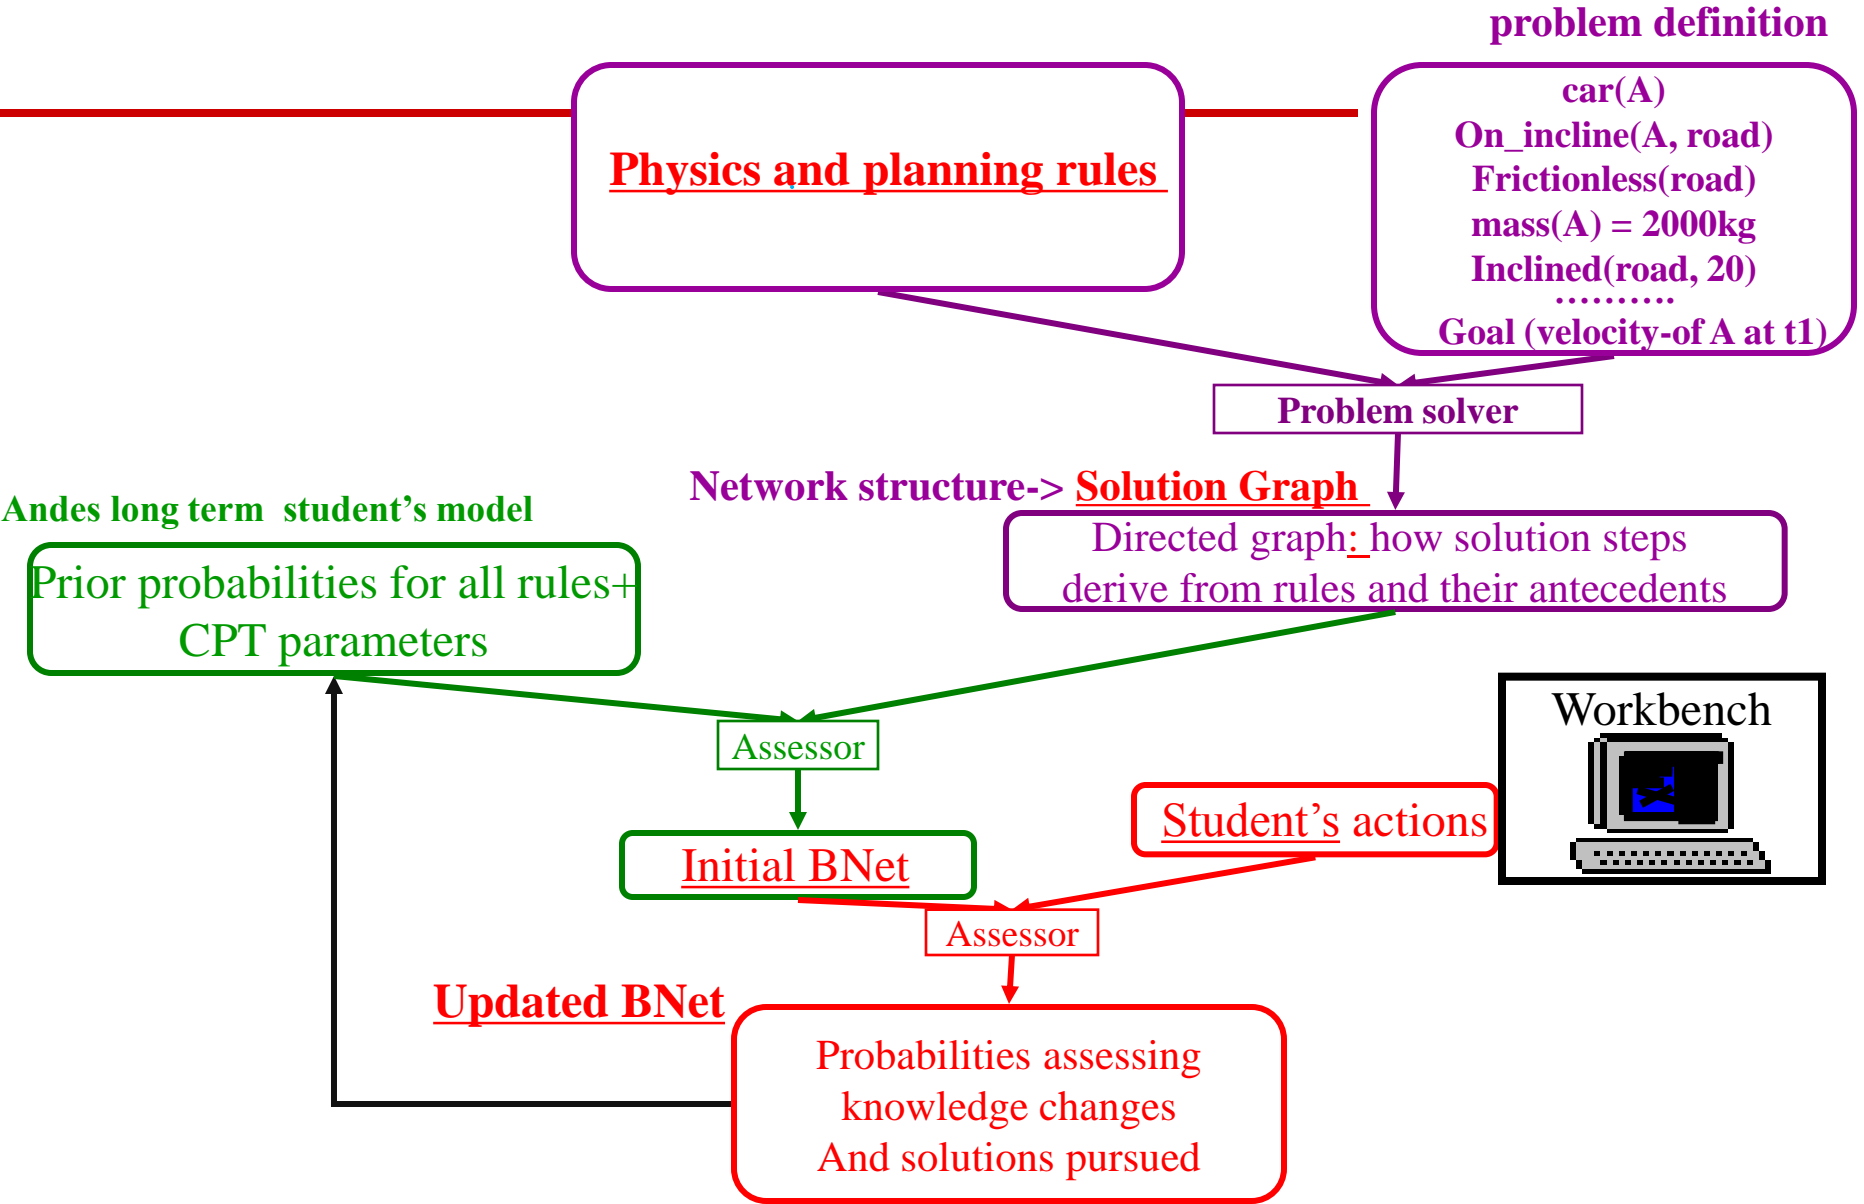 problem definition
car(A)
On_incline(A, road)
Frictionless(road)
mass(A) = 2000kg
Inclined(road, 20)
……….
Goal (velocity-of A at t1)
Physics and planning rules
Problem solver
Network structure-> Solution Graph
Directed graph: how solution steps
derive from rules and their antecedents
Andes long term  student’s model
Prior probabilities for all rules+
CPT parameters
Assessor
Workbench
Student’s actions
Initial BNet
Assessor
Updated BNet
Probabilities assessing
knowledge changes
And solutions pursued